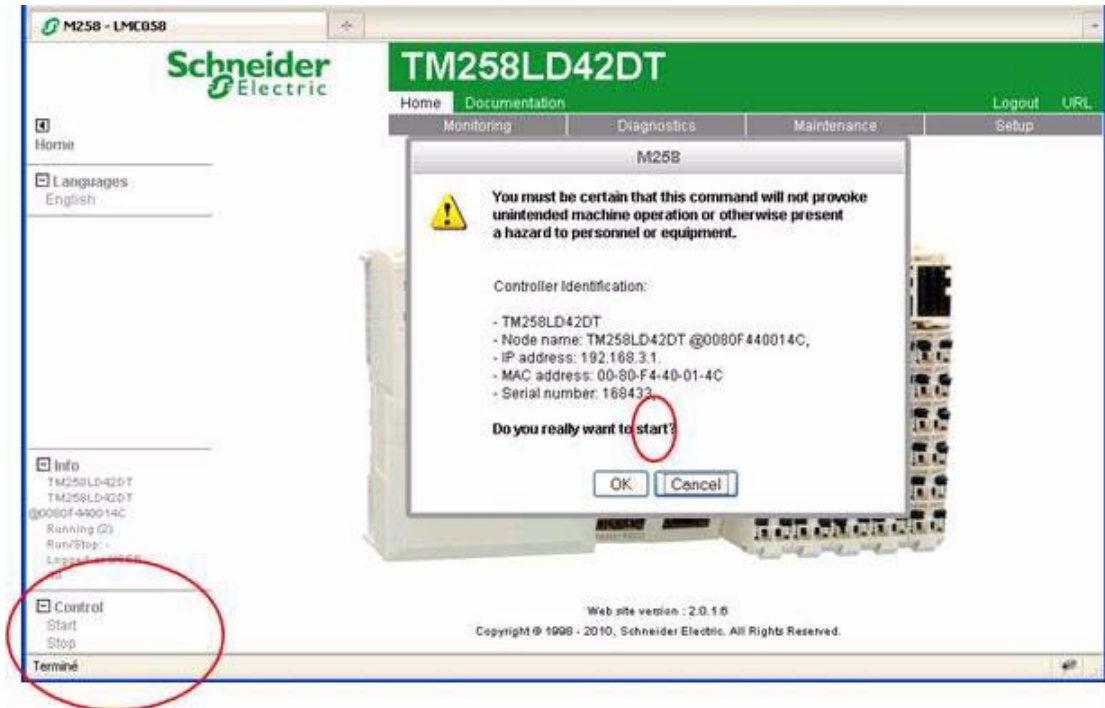 M258 - LMC058
Schneider
Electric
TM258LD42DT
Home Documentation Logout URL
Monitoring Diagnostics Maintenance Setup
Home
Languages
English
M258
You must be certain that this command will not provoke
unintended machine operation or otherwise present
a hazard to personnel or equipment.
Controller Identification:
- TM258LD42DT
- Node name: TM258LD42DT @0080F440014C,
- IP address: 192.168.3.1.
- MAC address: 00-80-F4-40-01-4C
- Serial number: 168433,
Do you really want to start?
OK Cancel
Info
TM258LD42DT
TM258LD42DT
@0080F440014C
Running (2)
Run/Stop: -
Control
Start
Stop
Web site version : 2.0.1.6
Copyright © 1998 - 2010, Schneider Electric. All Rights Reserved.
Terminé